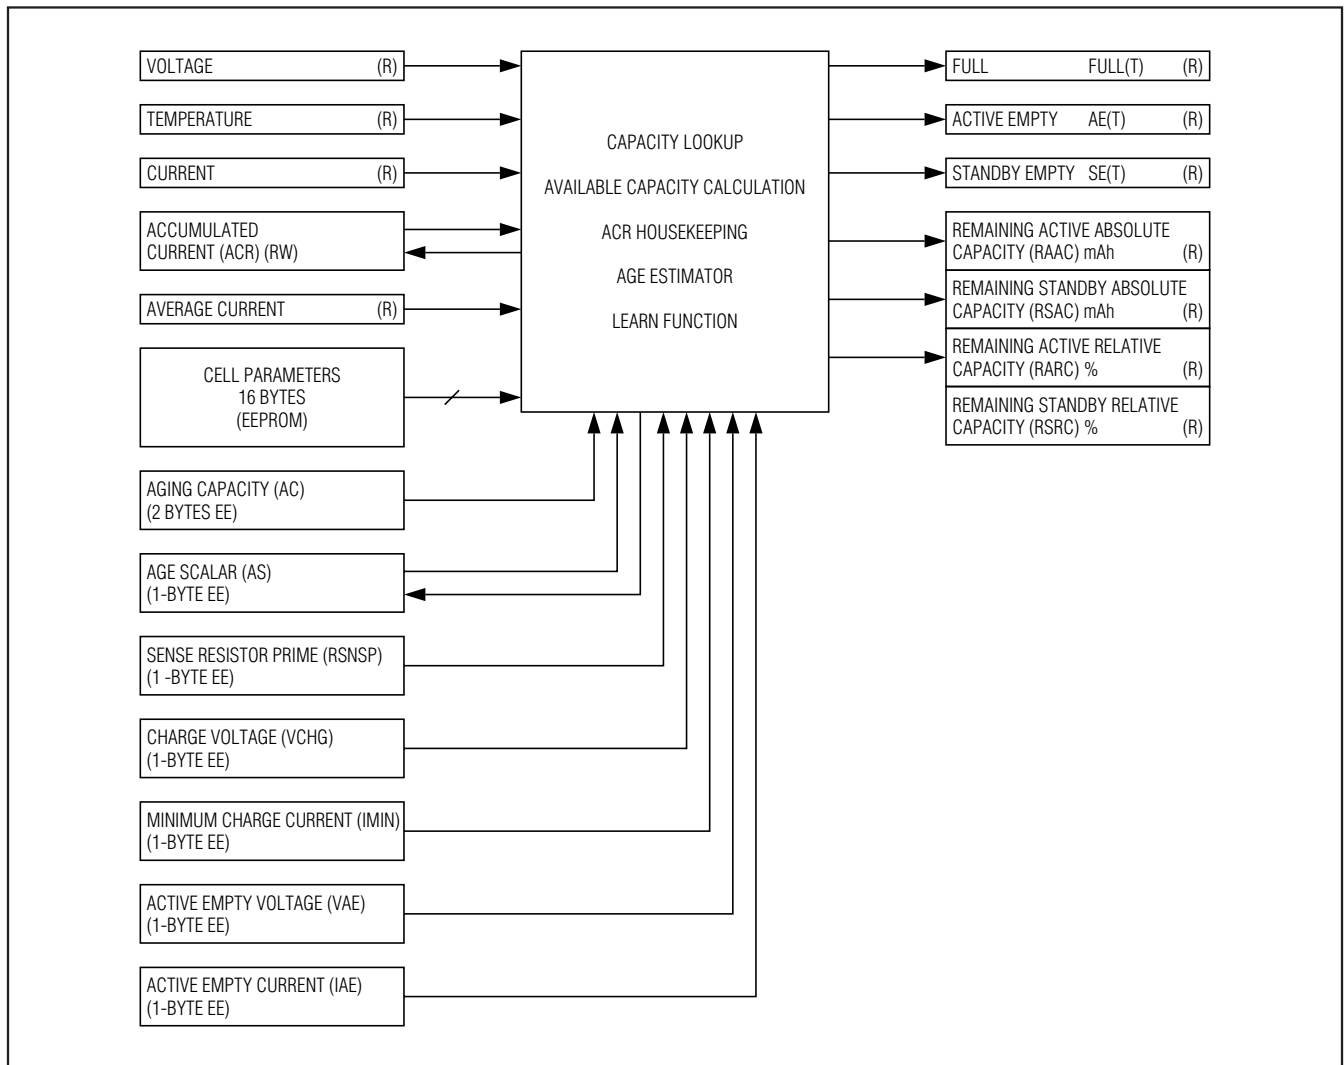 VOLTAGE (R)
TEMPERATURE (R)
CURRENT (R)
ACCUMULATED
CURRENT (ACR) (RW)
AVERAGE CURRENT (R)
CELL PARAMETERS
16 BYTES
(EEPROM)
AGING CAPACITY (AC)
(2 BYTES EE)
AGE SCALAR (AS)
(1-BYTE EE)
SENSE RESISTOR PRIME (RSNSP)
(1 -BYTE EE)
CHARGE VOLTAGE (VCHG)
(1-BYTE EE)
MINIMUM CHARGE CURRENT (IMIN)
(1-BYTE EE)
ACTIVE EMPTY VOLTAGE (VAE)
(1-BYTE EE)
ACTIVE EMPTY CURRENT (IAE)
(1-BYTE EE)
CAPACITY LOOKUP
AVAILABLE CAPACITY CALCULATION
ACR HOUSEKEEPING
AGE ESTIMATOR
LEARN FUNCTION
FULL FULL(T) (R)
ACTIVE EMPTY AE(T) (R)
STANDBY EMPTY SE(T) (R)
REMAINING ACTIVE ABSOLUTE
CAPACITY (RAAC) mAh (R)
REMAINING STANDBY ABSOLUTE
CAPACITY (RSAC) mAh (R)
REMAINING ACTIVE RELATIVE
CAPACITY (RARC) % (R)
REMAINING STANDBY RELATIVE
CAPACITY (RSRC) % (R)